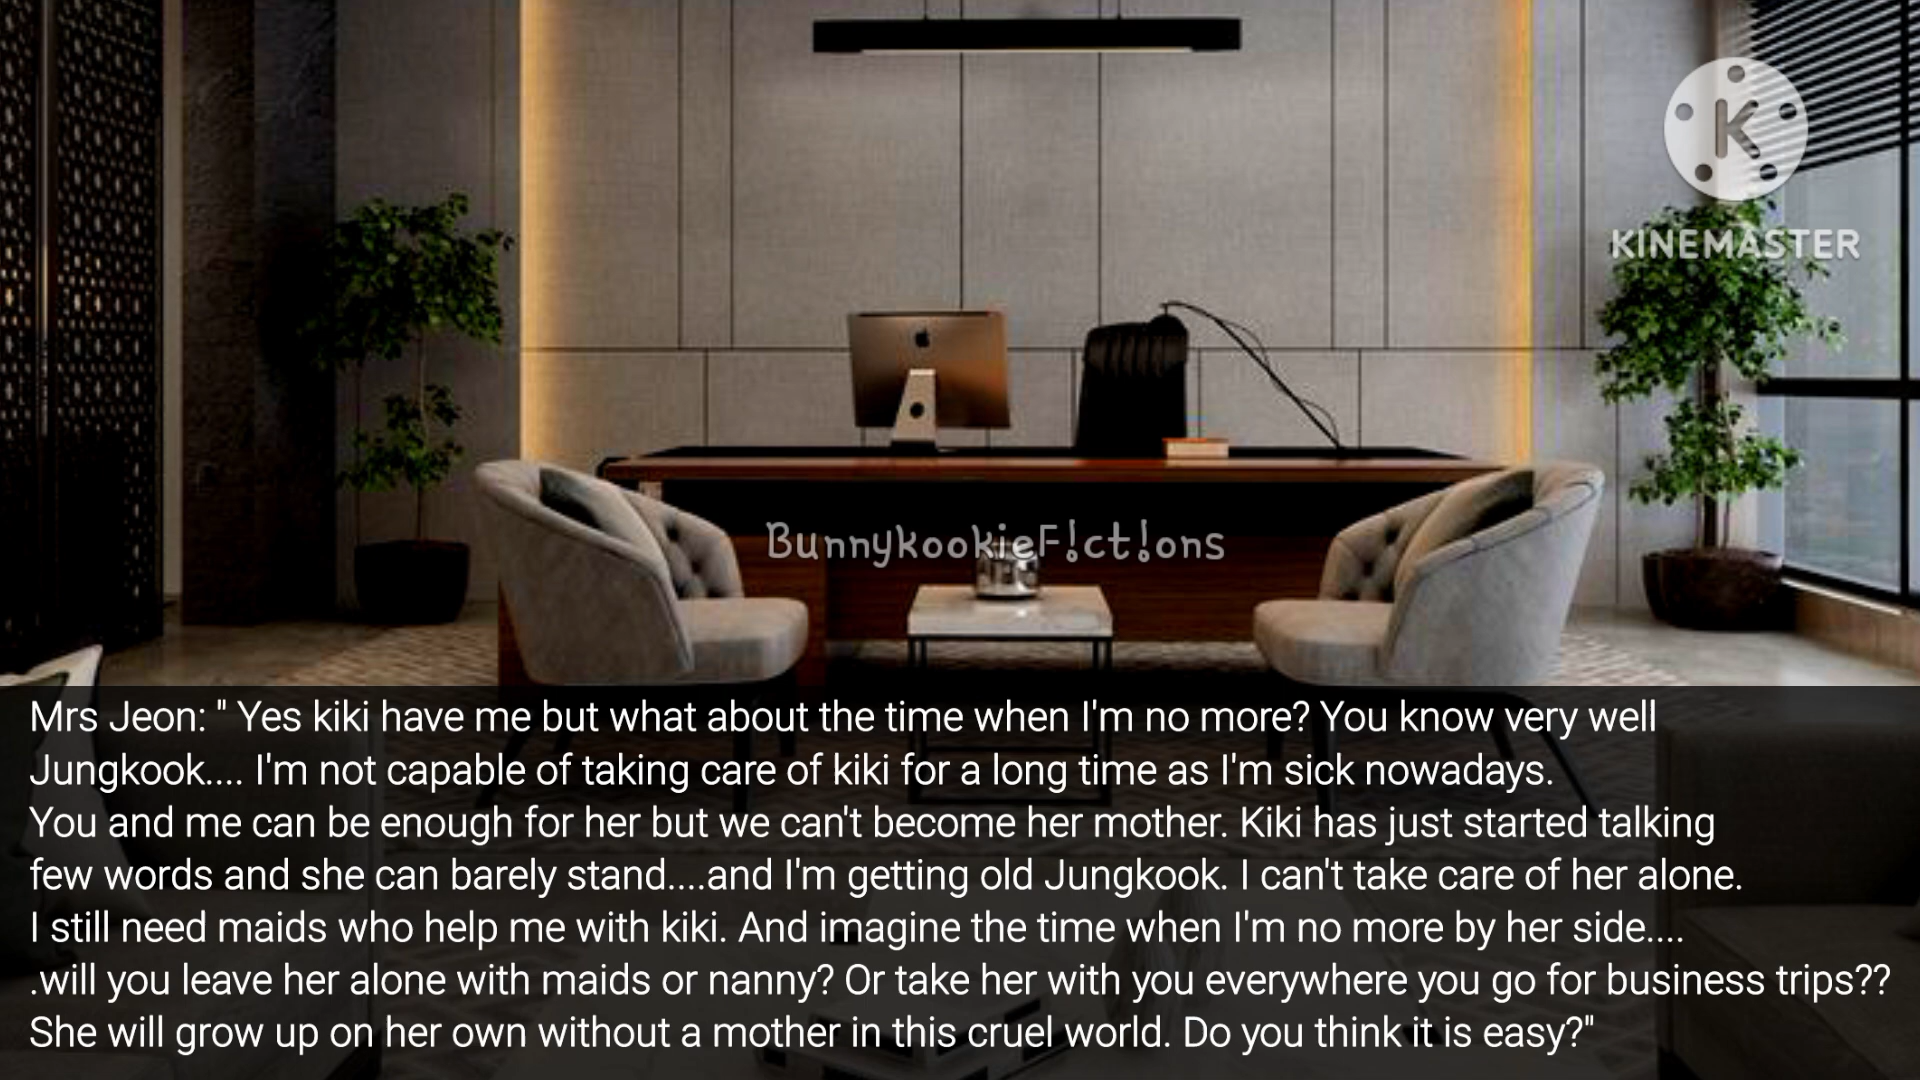 K
KINEMASTER
BunnykookieF!ct!ons
Mrs Jeon: " Yes kiki have me but what about the time when I'm no more? You know very well
Jungkook.... I'm not capable of taking care of kiki for a long time as I'm sick nowadays.
You and me can be enough for her but we can't become her mother. Kiki has just started talking
few words and she can barely stand....and I'm getting old Jungkook. I can't take care of her alone.
I still need maids who help me with kiki. And imagine the time when I'm no more by her side....
.will you leave her alone with maids or nanny? Or take her with you everywhere you go for business trips??
She will grow up on her own without a mother in this cruel world. Do you think it is easy?"